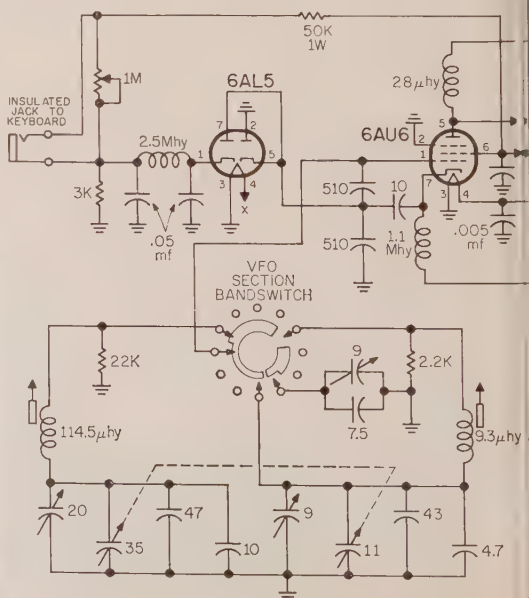 50K
1W
1M
6AL5
28μhy
INSULATED
JACK TO
KEYBOARD
7
2
5
6AU6
2.5Mhy
2
6
1
5
1
3
4
510
10
7
3
4
3K
X
.05
mf
510
1.1
Mhy
.005
mf
VFO
SECTION
BANDSWITCH
22K
9
2.2K
7.5
114.5μhy
9.3μhy
20
35
47
10
9
11
43
4.7